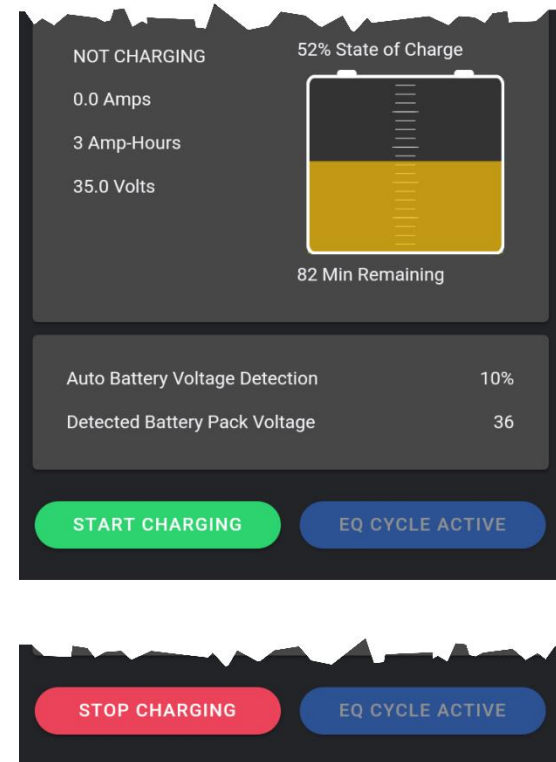 NOT CHARGING
0.0 Amps
3 Amp-Hours
35.0 Volts
52% State of Charge
82 Min Remaining
Auto Battery Voltage Detection 10%
Detected Battery Pack Voltage 36
START CHARGING EQ CYCLE ACTIVE
STOP CHARGING EQ CYCLE ACTIVE